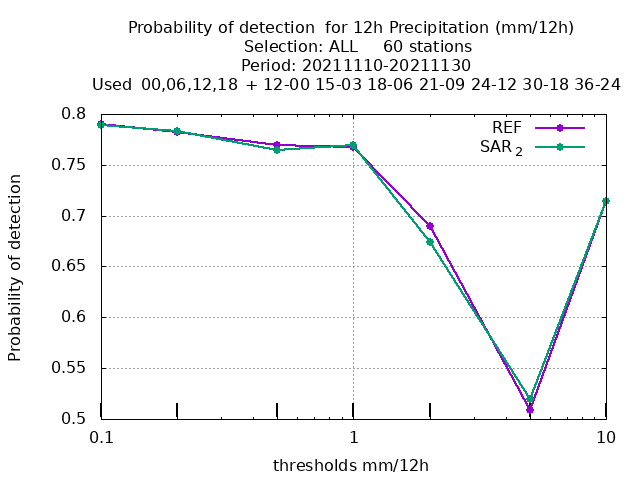 Probability of detection  for 12h Precipitation (mm/12h)
Selection: ALL     60 stations
Period: 20211110-20211130
Used  00,06,12,18  + 12-00 15-03 18-06 21-09 24-12 30-18 36-24
REF
SAR 2
0.8
0.75
0.7
0.65
0.6
0.55
0.5
Probability of detection
0.1 1 10
thresholds mm/12h